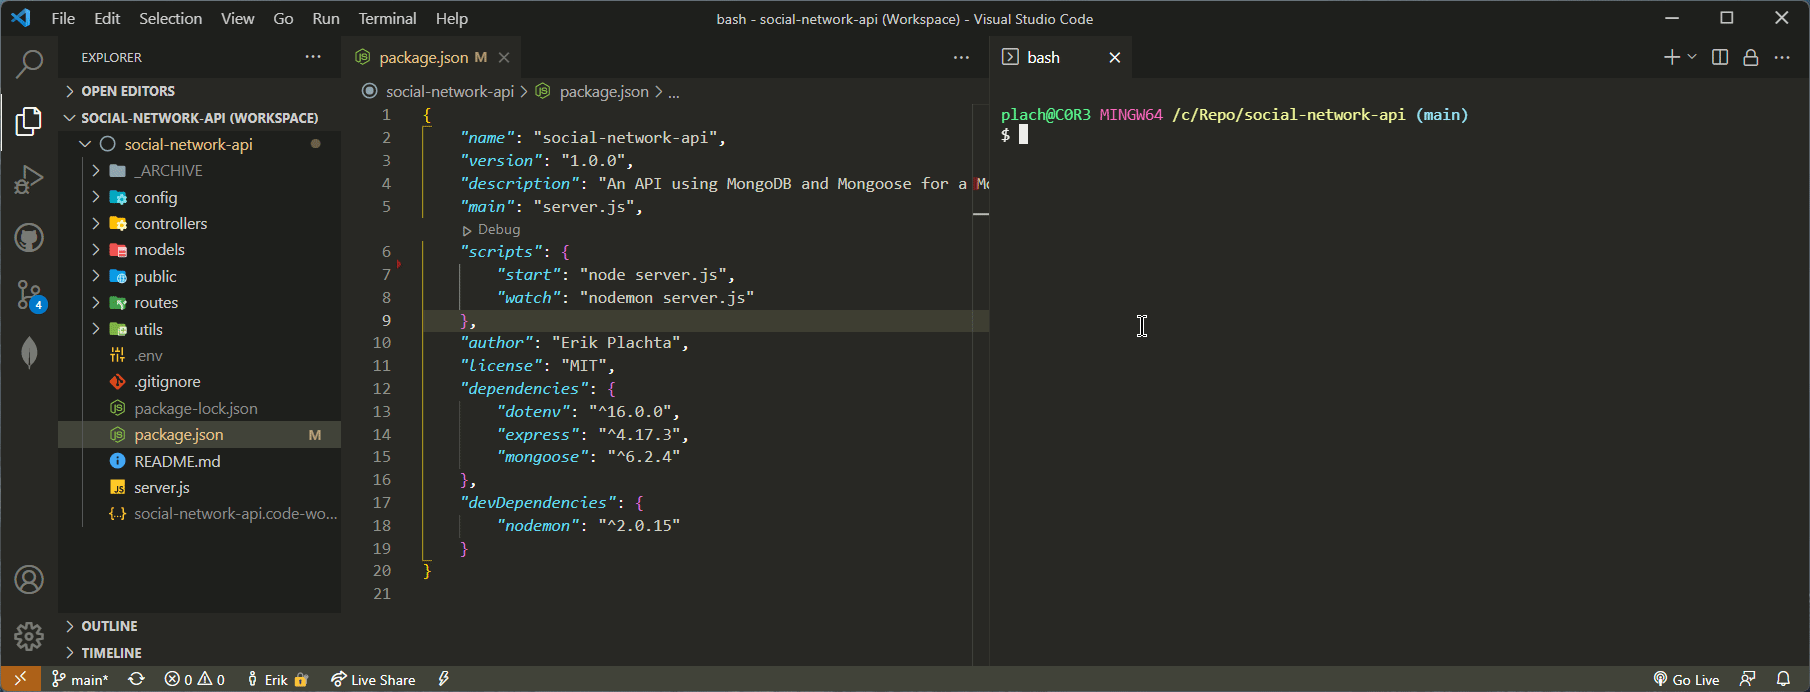 File Edit Selection View Go Run Terminal Help
bash - social-network-api (Workspace) - Visual Studio Code
EXPLORER
OPEN EDITORS
SOCIAL-NETWORK-API (WORKSPACE)
social-network-api
_ARCHIVE
config
controllers
models
public
routes
utils
.env
.gitignore
package-lock.json
package.json M
README.md
server.js
social-network-api.code-wo...
OUTLINE
TIMELINE
4
package.json M
social-network-api > package.json > ...
1 {
2 "name": "social-network-api",
3 "version": "1.0.0",
4 "description": "An API using MongoDB and Mongoose for a Mo
5 "main": "server.js",
Debug
6 "scripts": {
7 "start": "node server.js",
8 "watch": "nodemon server.js"
9 },
10 "author": "Erik Plachta",
11 "license": "MIT",
12 "dependencies": {
13 "dotenv": "^16.0.0",
14 "express": "^4.17.3",
15 "mongoose": "^6.2.4"
16 },
17 "devDependencies": {
18 "nodemon": "^2.0.15"
19 }
20 }
21
bash
plach@C0R3 MINGW64 /c/Repo/social-network-api (main)
$
main* 0 0 Erik Live Share
Go Live